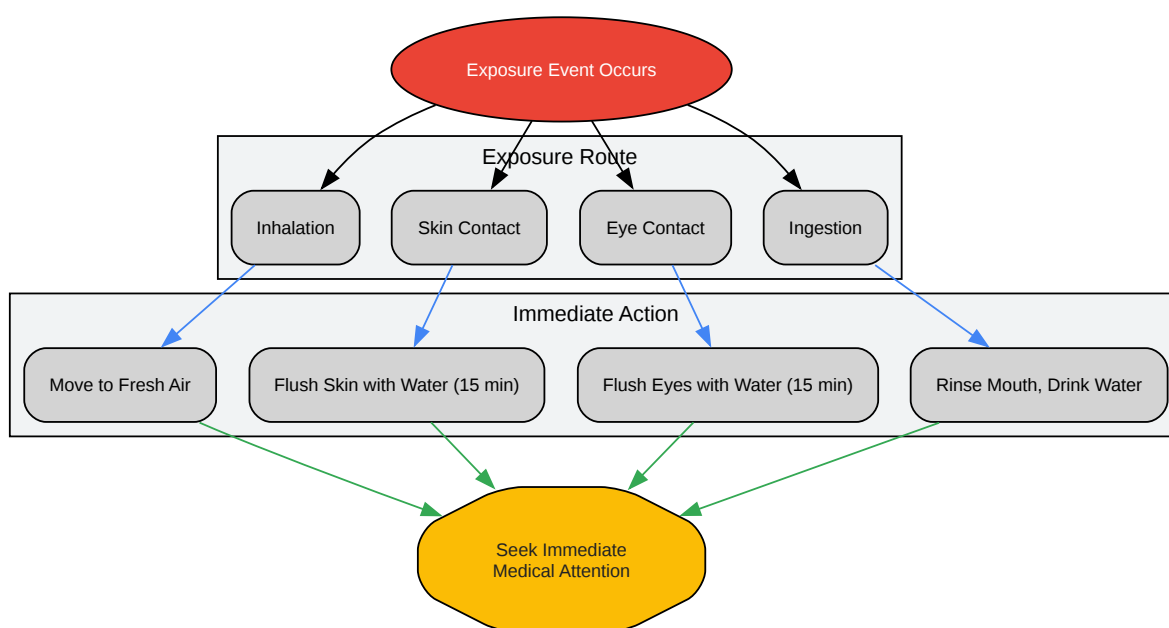 Exposure Event Occurs
Exposure Route
Inhalation
Skin Contact
Eye Contact
Ingestion
Immediate Action
Move to Fresh Air
Flush Skin with Water (15 min)
Flush Eyes with Water (15 min)
Rinse Mouth, Drink Water
Seek Immediate
Medical Attention